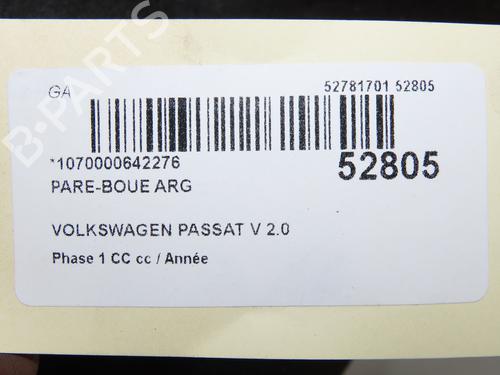 GA
52781701 52805
*1070000642276
52805
PARE-BOUE ARG
VOLKSWAGEN PASSAT V 2.0
Phase 1 CC cc / Année
B-PARTS